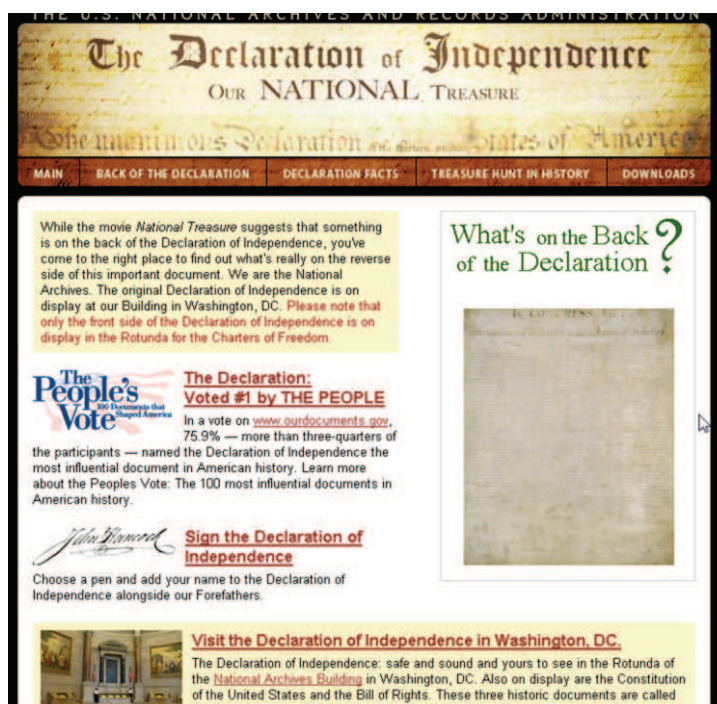 THE U.S. NATIONAL ARCHIVES AND RECORDS ADMINISTRATION
The Declaration of Independence
OUR NATIONAL TREASURE
MAIN
BACK OF THE DECLARATION
DECLARATION FACTS
TREASURE HUNT IN HISTORY
DOWNLOADS
While the movie National Treasure suggests that something
is on the back of the Declaration of Independence, you've
come to the right place to find out what's really on the reverse
side of this important document. We are the National
Archives. The original Declaration of Independence is on
display at our Building in Washington, DC. Please note that
only the front side of the Declaration of Independence is on
display in the Rotunda for the Charters of Freedom.
What's on the Back
of the Declaration ?
IN CONGRESS
The
People's
Vote
100 Documents that
Shaped America
The Declaration:
Voted #1 by THE PEOPLE
In a vote on www.ourdocuments.gov,
75.9% — more than three-quarters of
the participants — named the Declaration of Independence the
most influential document in American history. Learn more
about the Peoples Vote: The 100 most influential documents in
American history.
John Hancock
Sign the Declaration of
Independence
Choose a pen and add your name to the Declaration of
Independence alongside our Forefathers.
Visit the Declaration of Independence in Washington, DC.
The Declaration of Independence: safe and sound and yours to see in the Rotunda of
the National Archives Building in Washington, DC. Also on display are the Constitution
of the United States and the Bill of Rights. These three historic documents are called